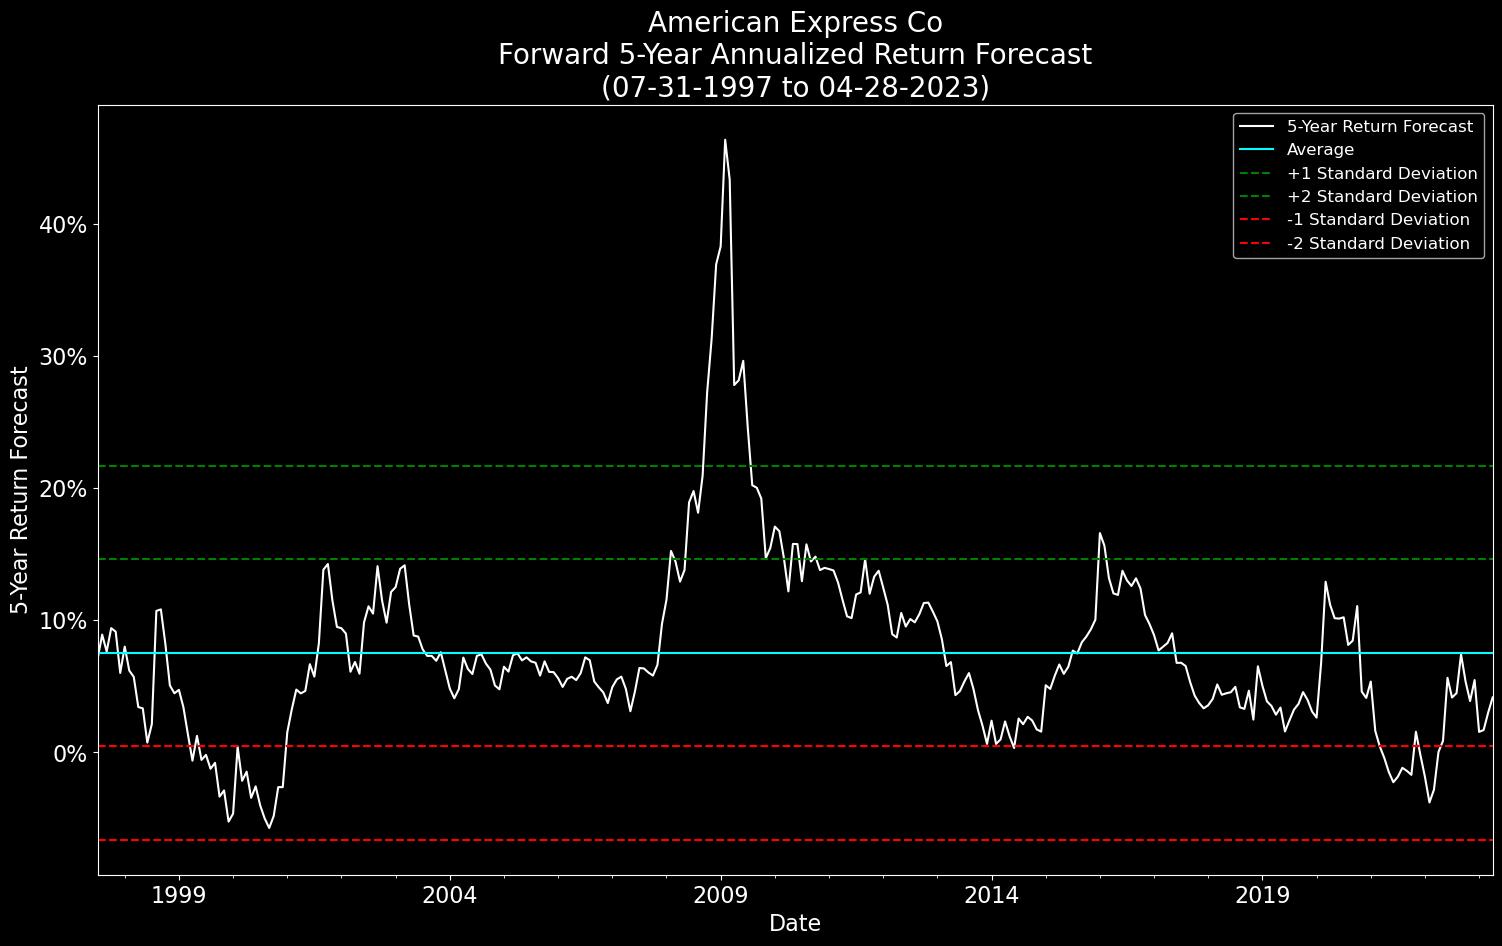 American Express Co
Forward 5-Year Annualized Return Forecast
(07-31-1997 to 04-28-2023)
5-Year Return Forecast
Average
+1 Standard Deviation
+2 Standard Deviation
-1 Standard Deviation
-2 Standard Deviation
5-Year Return Forecast
40%
30%
20%
10%
0%
1999 2004 2009 2014 2019
Date